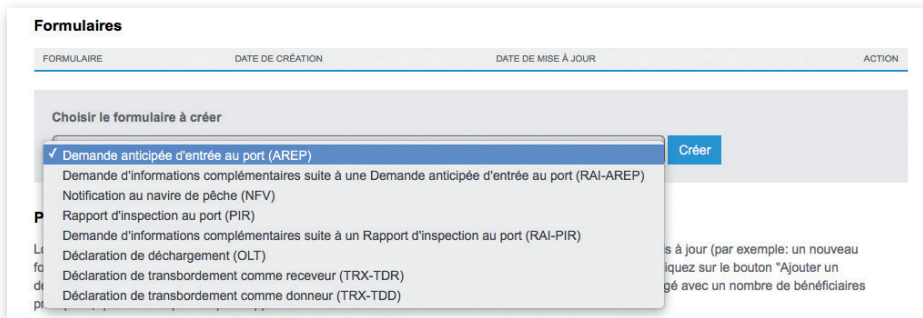 Formulaires
FORMULAIRE DATE DE CRÉATION DATE DE MISE À JOUR ACTION
Choisir le formulaire à créer
✓ Demande anticipée d'entrée au port (AREP)
Créer
Demande d'informations complémentaires suite à une Demande anticipée d'entrée au port (RAI-AREP)
Notification au navire de pêche (NFV)
Rapport d'inspection au port (PIR)
Demande d'informations complémentaires suite à un Rapport d'inspection au port (RAI-PIR)
Déclaration de déchargement (OLT)
Déclaration de transbordement comme receveur (TRX-TDR)
Déclaration de transbordement comme donneur (TRX-TDD)
à jour (par exemple: un nouveau
sur le bouton "Ajouter un
avec un nombre de bénéficiaires